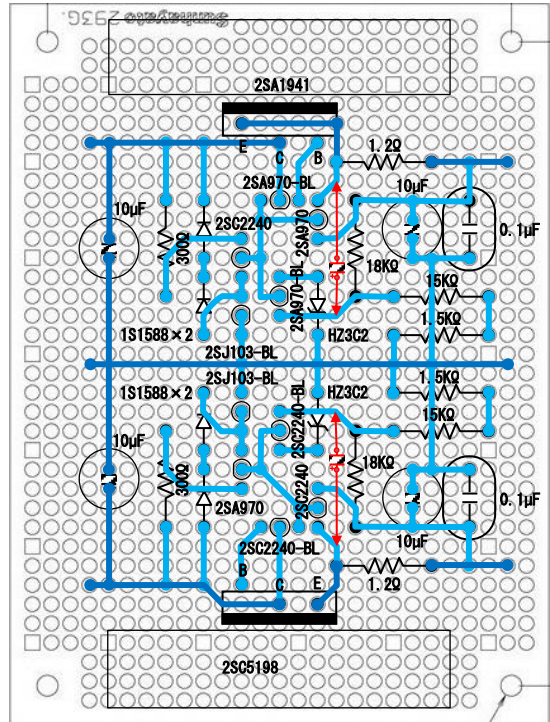 Sunhayato 293G.
2SA1941
E
C
B
1.2Ω
2SA970-BL
10μF
10μF
2SC2240
2SA970
0.1μF
300Ω
2SA970-BL
18KΩ
15KΩ
1S1588×2
HZ3C2
1.5KΩ
2SJ103-BL
2SJ103-BL
1S1588×2
HZ3C2
1.5KΩ
15KΩ
10μF
2SC2240-BL
300Ω
18KΩ
2SA970
2SC2240
0.1μF
2SC2240-BL
10μF
B
C
E
1.2Ω
2SC5198